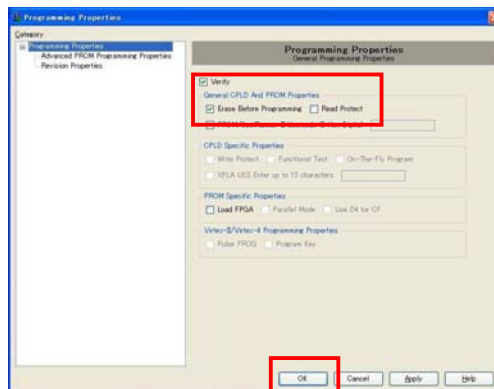 Programming Properties
Category
Programming Properties
Advanced PROM Programming Properties
Revision Properties
Programming Properties
General Programming Properties
Verify
General CPLD And PROM Properties
Erase Before Programming
Read Protect
CPLD Specific Properties
Write Protect
Functional Test
On-The-Fly Program
XPLA UES Enter up to 13 characters
PROM Specific Properties
Load FPGA
Parallel Mode
Use D4 for CF
Virtex-II/Virtex-4 Programming Properties
Pulse PROG
Program Key
OK
Cancel
Apply
Help